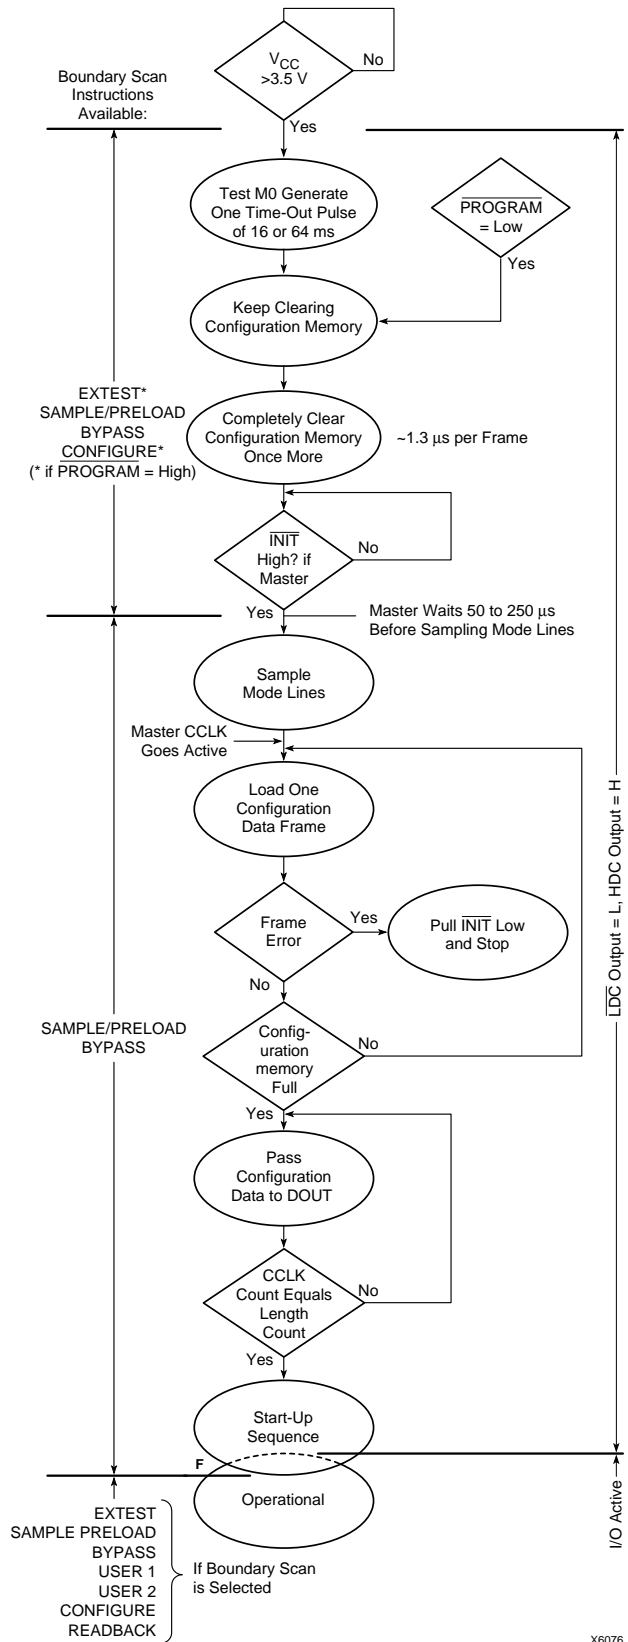 V_CC
>3.5 V
No
Boundary Scan
Instructions
Available:
Yes
Test M0 Generate
One Time-Out Pulse
of 16 or 64 ms
PROGRAM
= Low
Yes
Keep Clearing
Configuration Memory
EXTEST*
SAMPLE/PRELOAD
BYPASS
CONFIGURE*
(* if PROGRAM = High)
Completely Clear
Configuration Memory
Once More
~1.3 µs per Frame
INIT
High? if
Master
No
Yes
Master Waits 50 to 250 µs
Before Sampling Mode Lines
Sample
Mode Lines
Master CCLK
Goes Active
Load One
Configuration
Data Frame
LDC Output = L, HDC Output = H
Frame
Error
Yes
Pull INIT Low
and Stop
No
SAMPLE/PRELOAD
BYPASS
Config-
uration
memory
Full
No
Yes
Pass
Configuration
Data to DOUT
CCLK
Count Equals
Length
Count
No
Yes
Start-Up
Sequence
F
Operational
I/O Active
EXTEST
SAMPLE PRELOAD
BYPASS
USER 1
USER 2
CONFIGURE
READBACK
If Boundary Scan
is Selected
X6076